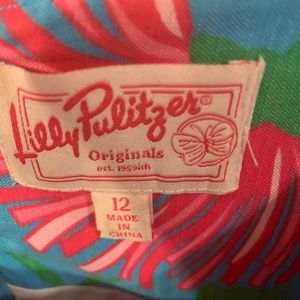 Lilly Pulitzer®
Originals
est. 1959ish
12
MADE
IN
CHINA